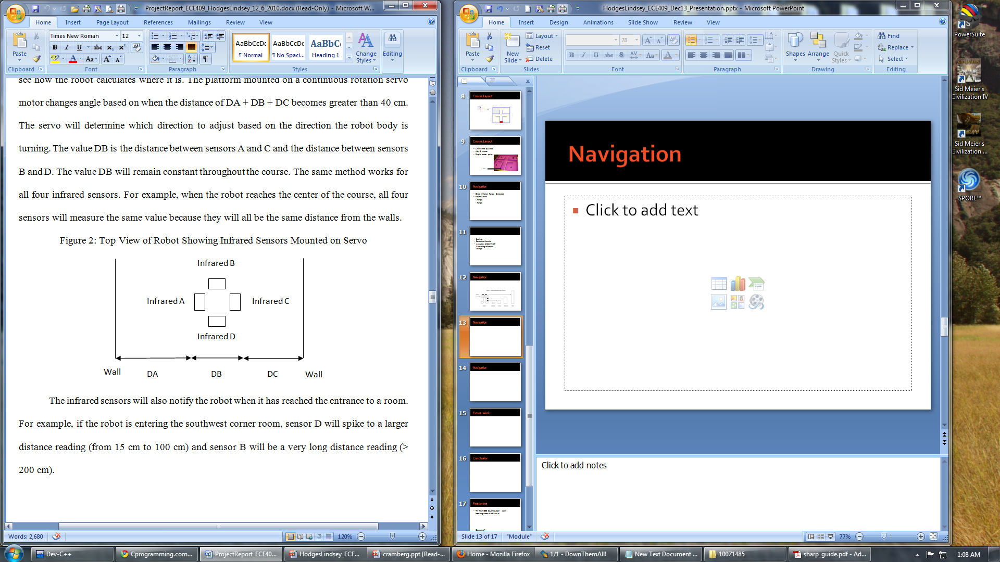 ProjectReport_ECE409_HodgesLindsey_12_6_2010.docx (Read-Only) - Microsoft W...
Home Insert Page Layout References Mailings Review View
Times New Roman 12
Paste
AaBbCcDc AaBbCcDc AaBbCc
¶ Normal ¶ No Spaci... Heading 1
Change Styles
Editing
Clipboard Font Paragraph Styles
see how the robot calculates where it is. The platform mounted on a continuous rotation servo
motor changes angle based on when the distance of DA + DB + DC becomes greater than 40 cm.
The servo will determine which direction to adjust based on the direction the robot body is
turning. The value DB is the distance between sensors A and C and the distance between sensors
B and D. The value DB will remain constant throughout the course. The same method works for
all four infrared sensors. For example, when the robot reaches the center of the course, all four
sensors will measure the same value because they will all be the same distance from the walls.
Figure 2: Top View of Robot Showing Infrared Sensors Mounted on Servo
Infrared B
Infrared A Infrared C
Infrared D
Wall DA DB DC Wall
The infrared sensors will also notify the robot when it has reached the entrance to a room.
For example, if the robot is entering the southwest corner room, sensor D will spike to a larger
distance reading (from 15 cm to 100 cm) and sensor B will be a very long distance reading (>
200 cm).
Words: 2,680
120%
HodgesLindsey_ECE409_Dec13_Presentation.pptx - Microsoft PowerPoint
Home Insert Design Animations Slide Show Review View
Paste
New Slide
Layout
Reset
Delete
28
Shapes Arrange Quick Styles
Find
Replace
Select
Clipboard Slides Font Paragraph Drawing Editing
8 Course Layout
9 Course Layout
10 Navigation
11
12 Navigation
13 Navigation
14 Navigation
15 Future Work
16 Conclusion
17 Resources
Navigation
Click to add text
Click to add notes
Slide 13 of 17 "Module"
77%
PowerSuite
Sid Meier's
Civilization IV
Sid Meier's
Civilization ...
SPORE™
Dev-C++
Cprogramming.com...
ProjectReport_ECE40...
HodgesLindsey_ECE...
cramberg.ppt [Read-...
Home - Mozilla Firefox
1/1 - DownThemAll!
New Text Document ...
100Z1485
sharp_guide.pdf - Ad...
1:08 AM